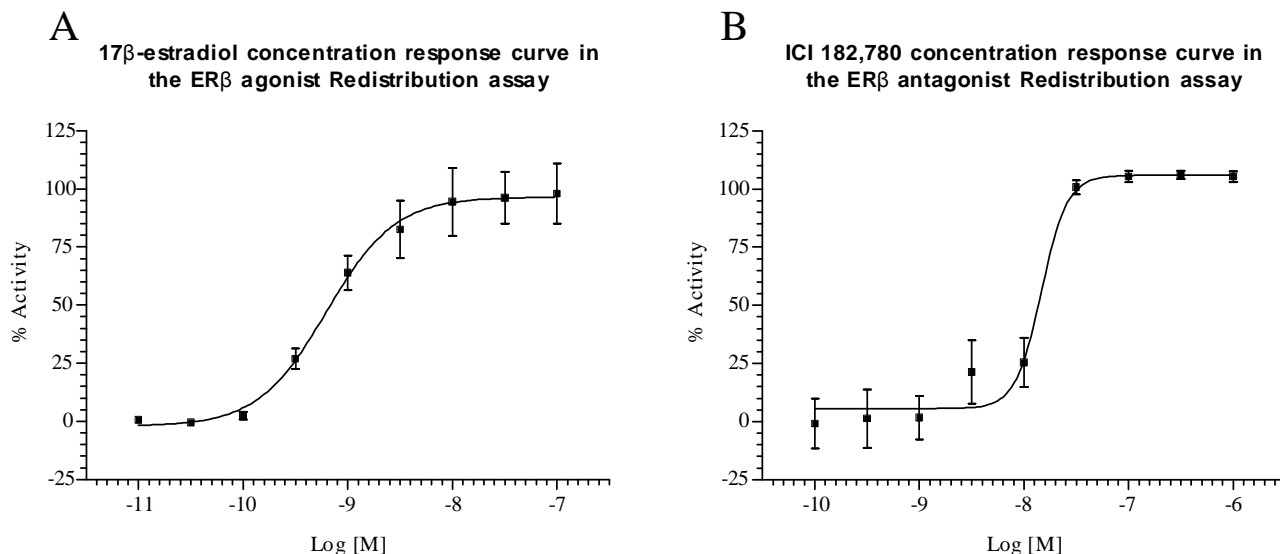 A
17β-estradiol concentration response curve in
the ERβ agonist Redistribution assay
125
100
75
50
25
0
-25
% Activity
-11
-10
-9
-8
-7
Log [M]
B
ICI 182,780 concentration response curve in
the ERβ antagonist Redistribution assay
125
100
75
50
25
0
-25
% Activity
-10
-9
-8
-7
-6
Log [M]